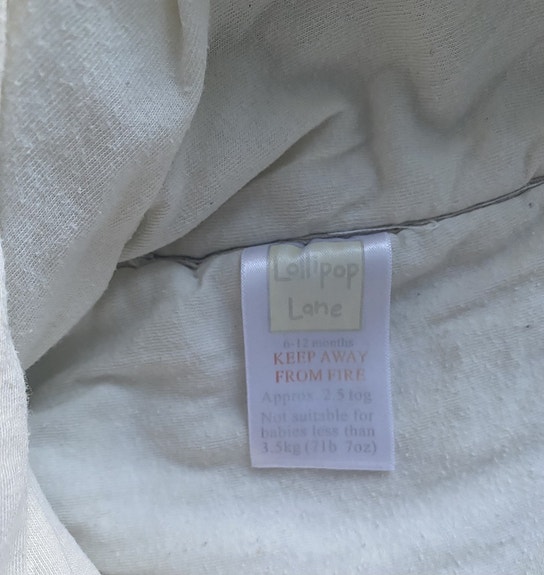 Lollipop
Lane
6-12 months
KEEP AWAY
FROM FIRE
Approx. 2.5 tog
Not suitable for
babies less than
3.5kg (7lb 7oz)